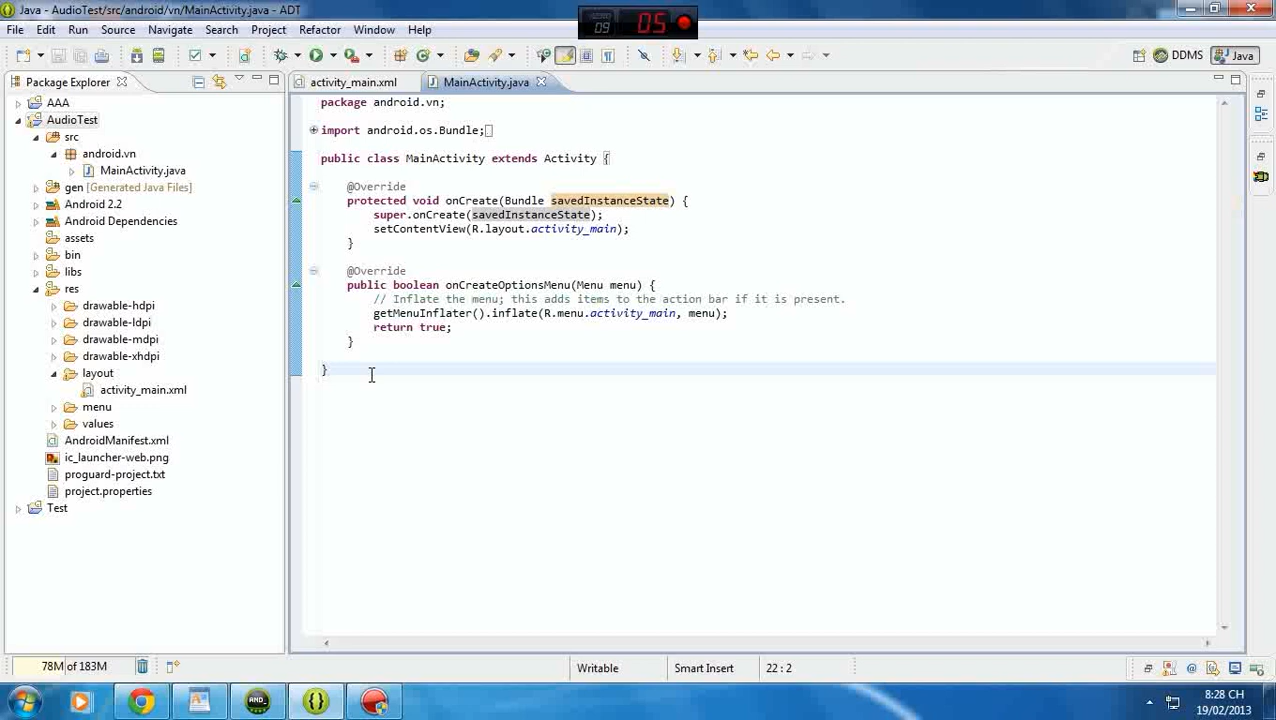 Java - AudioTest/src/android/vn/MainActivity.java - ADT
09 05
File Edit Run Source Navigate Search Project Refactor Window Help
DDMS Java
Package Explorer
activity_main.xml MainActivity.java
AAA
AudioTest
src
android.vn
MainActivity.java
gen [Generated Java Files]
Android 2.2
Android Dependencies
assets
bin
libs
res
drawable-hdpi
drawable-ldpi
drawable-mdpi
drawable-xhdpi
layout
activity_main.xml
menu
values
AndroidManifest.xml
ic_launcher-web.png
proguard-project.txt
project.properties
Test
package android.vn;
import android.os.Bundle;
public class MainActivity extends Activity {
@Override
protected void onCreate(Bundle savedInstanceState) {
super.onCreate(savedInstanceState);
setContentView(R.layout.activity_main);
}
@Override
public boolean onCreateOptionsMenu(Menu menu) {
// Inflate the menu; this adds items to the action bar if it is present.
getMenuInflater().inflate(R.menu.activity_main, menu);
return true;
}
}
78M of 183M
Writable Smart Insert 22 : 2
8:28 CH
19/02/2013